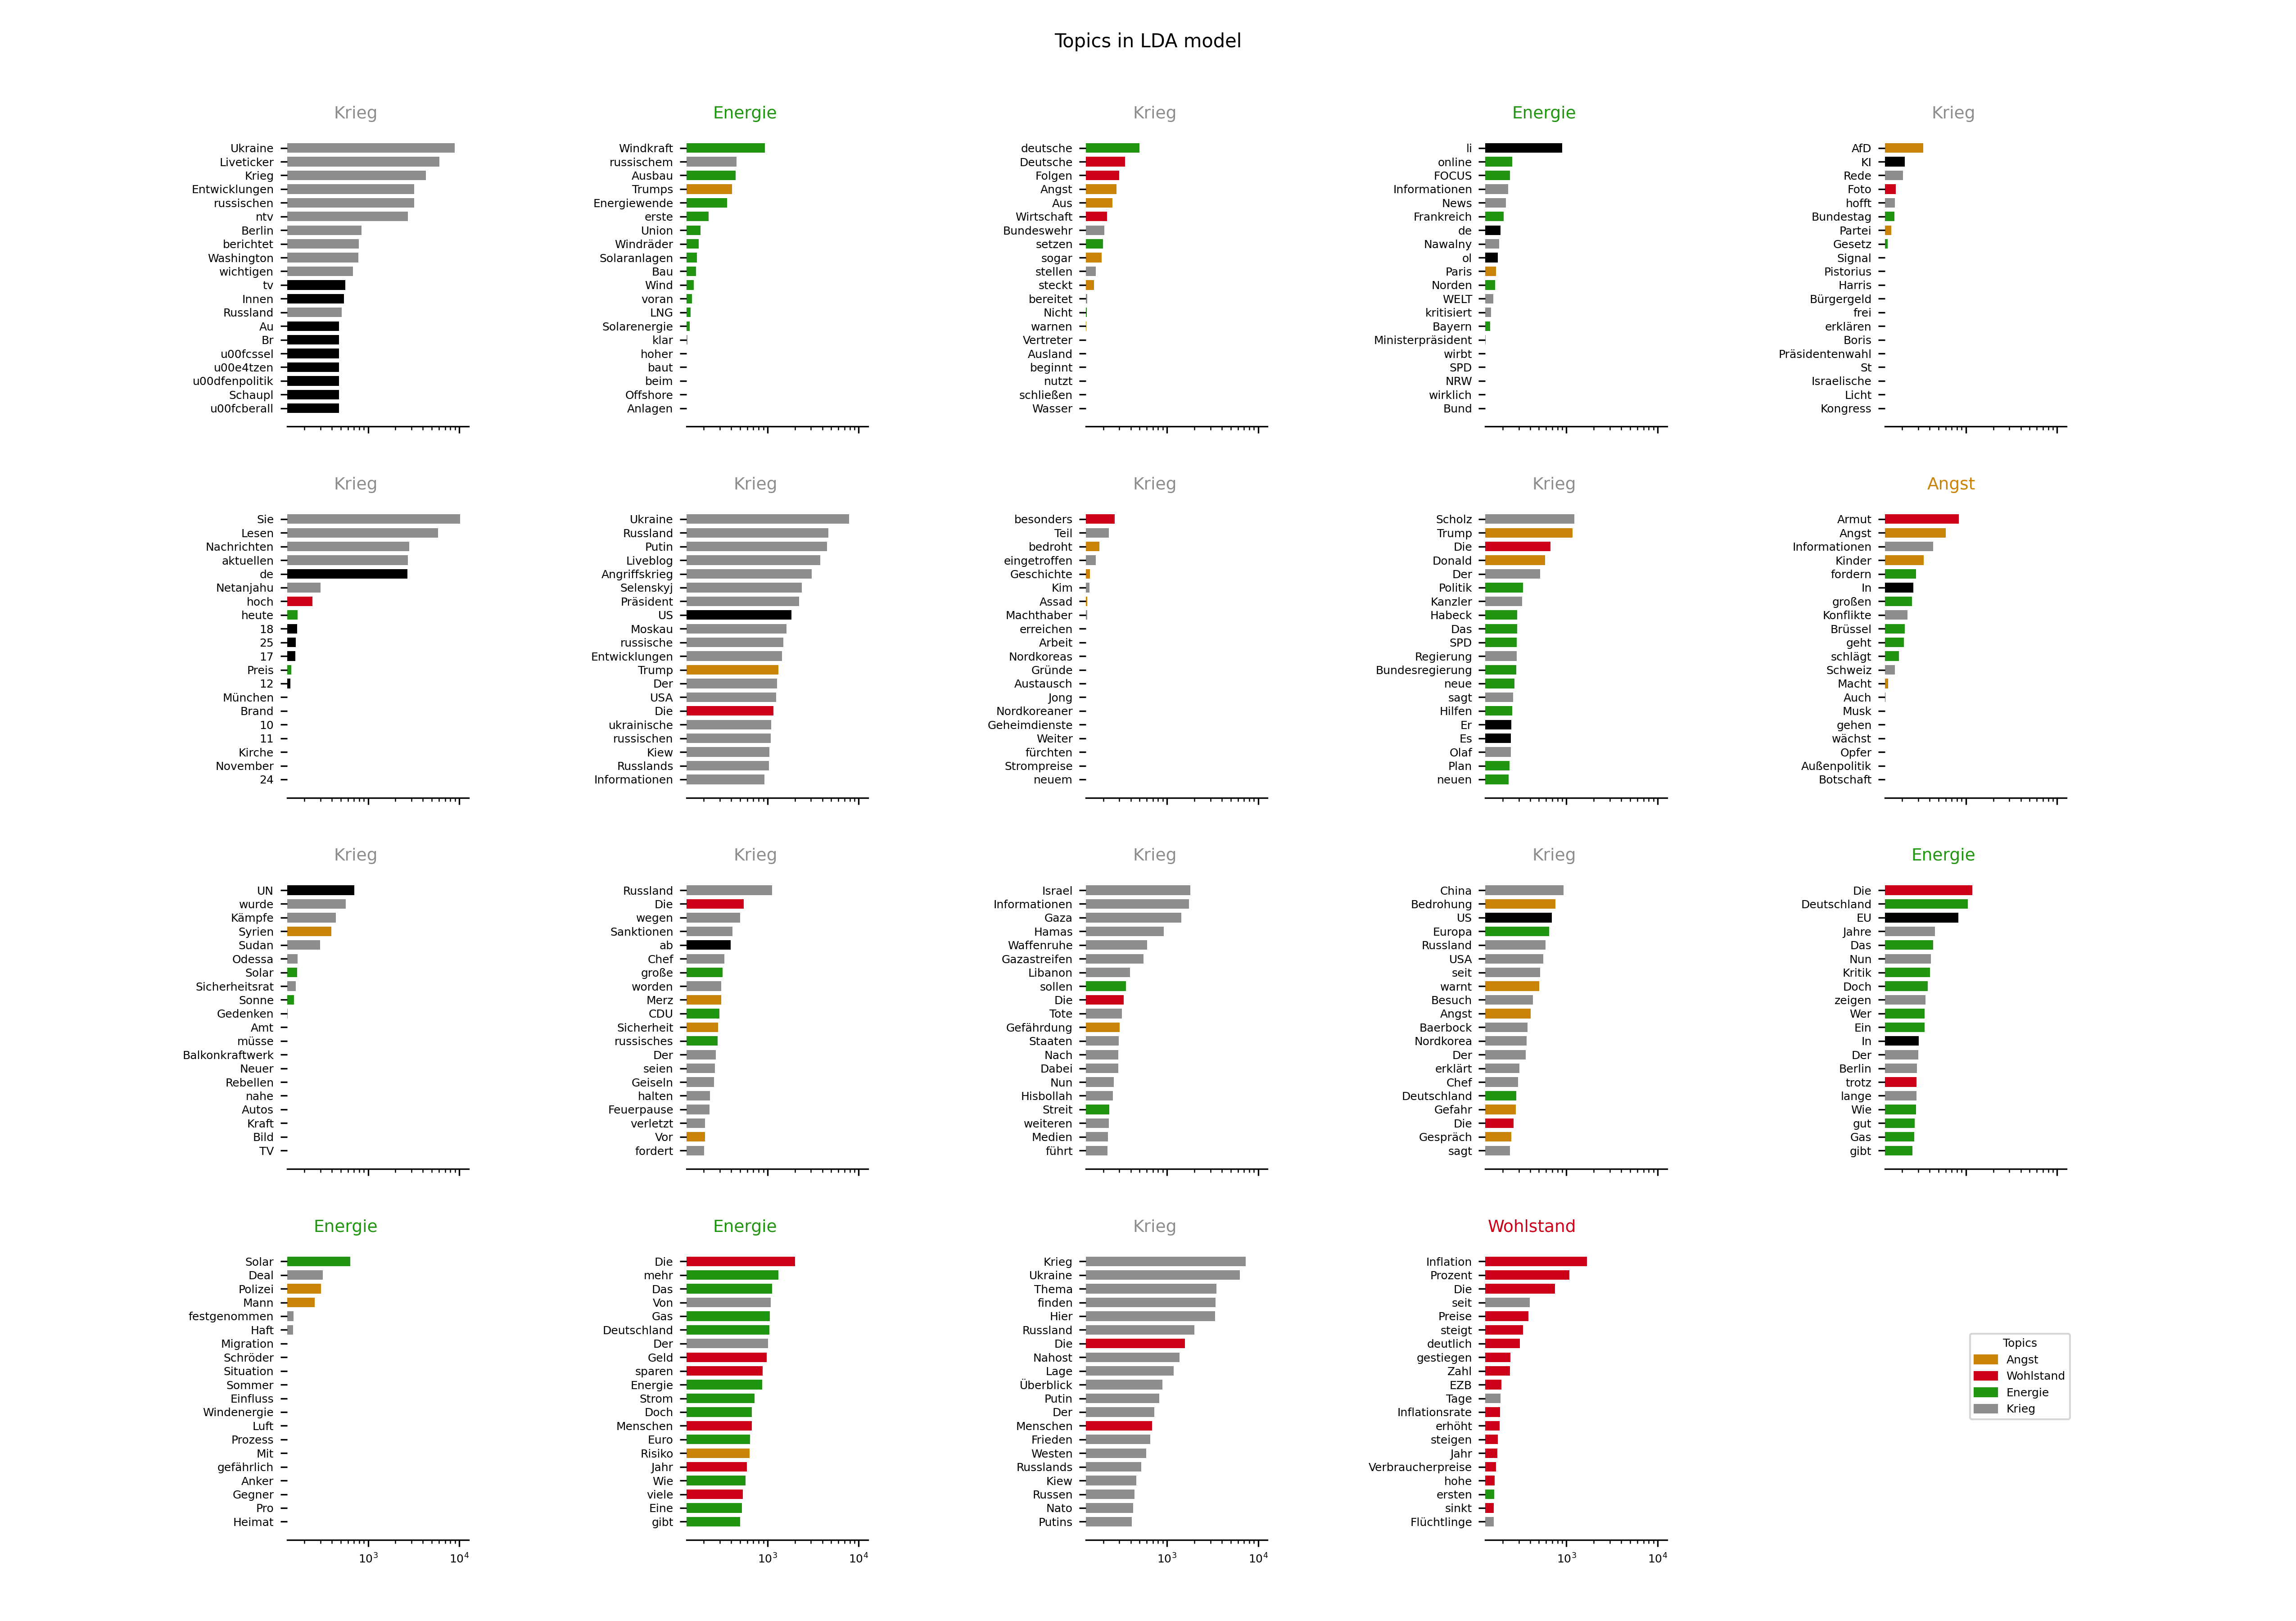 Topics in LDA model
Krieg
Ukraine
Liveticker
Krieg
Entwicklungen
russischen
ntv
Berlin
berichtet
Washington
wichtigen
tv
Innen
Russland
Au
Br
u00fcssel
u00e4tzen
u00dfenpolitik
Schaupl
u00fcberall
Energie
Windkraft
russischem
Ausbau
Trumps
Energiewende
erste
Union
Windräder
Solaranlagen
Bau
Wind
voran
LNG
Solarenergie
klar
hoher
baut
beim
Offshore
Anlagen
Krieg
deutsche
Deutsche
Folgen
Angst
Aus
Wirtschaft
Bundeswehr
setzen
sogar
stellen
steckt
bereitet
Nicht
warnen
Vertreter
Ausland
beginnt
nutzt
schließen
Wasser
Energie
li
online
FOCUS
Informationen
News
Frankreich
de
Nawalny
ol
Paris
Norden
WELT
kritisiert
Bayern
Ministerpräsident
wirbt
SPD
NRW
wirklich
Bund
Krieg
AfD
KI
Rede
Foto
hofft
Bundestag
Partei
Gesetz
Signal
Pistorius
Harris
Bürgergeld
frei
erklären
Boris
Präsidentenwahl
St
Israelische
Licht
Kongress
Krieg
Sie
Lesen
Nachrichten
aktuellen
de
Netanjahu
hoch
heute
18
25
17
Preis
12
München
Brand
10
11
Kirche
November
24
Krieg
Ukraine
Russland
Putin
Liveblog
Angriffskrieg
Selenskyj
Präsident
US
Moskau
russische
Entwicklungen
Trump
Der
USA
Die
ukrainische
russischen
Kiew
Russlands
Informationen
Krieg
besonders
Teil
bedroht
eingetroffen
Geschichte
Kim
Assad
Machthaber
erreichen
Arbeit
Nordkoreas
Gründe
Austausch
Jong
Nordkoreaner
Geheimdienste
Weiter
fürchten
Strompreise
neuem
Krieg
Scholz
Trump
Die
Donald
Der
Politik
Kanzler
Habeck
Das
SPD
Regierung
Bundesregierung
neue
sagt
Hilfen
Er
Es
Olaf
Plan
neuen
Angst
Armut
Angst
Informationen
Kinder
fordern
In
großen
Konflikte
Brüssel
geht
schlägt
Schweiz
Macht
Auch
Musk
gehen
wächst
Opfer
Außenpolitik
Botschaft
Krieg
UN
wurde
Kämpfe
Syrien
Sudan
Odessa
Solar
Sicherheitsrat
Sonne
Gedenken
Amt
müsse
Balkonkraftwerk
Neuer
Rebellen
nahe
Autos
Kraft
Bild
TV
Krieg
Russland
Die
wegen
Sanktionen
ab
Chef
große
worden
Merz
CDU
Sicherheit
russisches
Der
seien
Geiseln
halten
Feuerpause
verletzt
Vor
fordert
Krieg
Israel
Informationen
Gaza
Hamas
Waffenruhe
Gazastreifen
Libanon
sollen
Die
Tote
Gefährdung
Staaten
Nach
Dabei
Nun
Hisbollah
Streit
weiteren
Medien
führt
Krieg
China
Bedrohung
US
Europa
Russland
USA
seit
warnt
Besuch
Angst
Baerbock
Nordkorea
Der
erklärt
Chef
Deutschland
Gefahr
Die
Gespräch
sagt
Energie
Die
Deutschland
EU
Jahre
Das
Nun
Kritik
Doch
zeigen
Wer
Ein
In
Der
Berlin
trotz
lange
Wie
gut
Gas
gibt
Energie
Solar
Deal
Polizei
Mann
festgenommen
Haft
Migration
Schröder
Situation
Sommer
Einfluss
Windenergie
Luft
Prozess
Mit
gefährlich
Anker
Gegner
Pro
Heimat
10³ 10⁴
Energie
Die
mehr
Das
Von
Gas
Deutschland
Der
Geld
sparen
Energie
Strom
Doch
Menschen
Euro
Risiko
Jahr
Wie
viele
Eine
gibt
10³ 10⁴
Krieg
Krieg
Ukraine
Thema
finden
Hier
Russland
Die
Nahost
Lage
Überblick
Putin
Der
Menschen
Frieden
Westen
Russlands
Kiew
Russen
Nato
Putins
10³ 10⁴
Wohlstand
Inflation
Prozent
Die
seit
Preise
steigt
deutlich
gestiegen
Zahl
EZB
Tage
Inflationsrate
erhöht
steigen
Jahr
Verbraucherpreise
hohe
ersten
sinkt
Flüchtlinge
10³ 10⁴
Topics
Angst
Wohlstand
Energie
Krieg